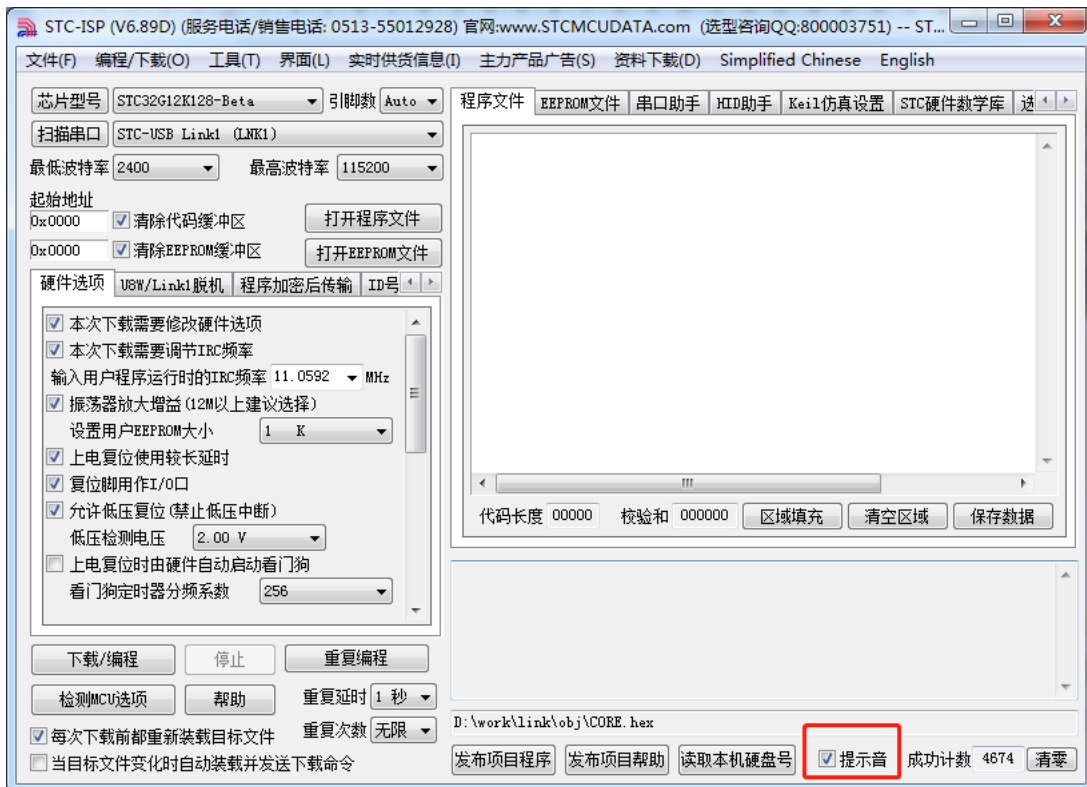 STC-ISP (V6.89D) (服务电话/销售电话: 0513-55012928) 官网:www.STCMCUDATA.com (选型咨询QQ:800003751) -- ST...
文件(F) 编程/下载(O) 工具(T) 界面(L) 实时供货信息(I) 主力产品广告(S) 资料下载(D) Simplified Chinese English
芯片型号 STC32G12K128-Beta 引脚数 Auto
扫描串口 STC-USB Link1 (LNK1)
最低波特率 2400 最高波特率 115200
起始地址
0x0000 清除代码缓冲区 打开程序文件
0x0000 清除EEPROM缓冲区 打开EEPROM文件
硬件选项 U8W/Link1脱机 程序加密后传输 ID号
本次下载需要修改硬件选项
本次下载需要调节IRC频率
输入用户程序运行时的IRC频率 11.0592 MHz
振荡器放大增益(12M以上建议选择)
设置用户EEPROM大小 1 K
上电复位使用较长延时
复位脚用作I/O口
允许低压复位(禁止低压中断)
低压检测电压 2.00 V
上电复位时由硬件自动启动看门狗
看门狗定时器分频系数 256
下载/编程 停止 重复编程
检测MCU选项 帮助 重复延时 1 秒
每次下载前都重新装载目标文件 重复次数 无限
当目标文件变化时自动装载并发送下载命令
程序文件 EEPROM文件 串口助手 HID助手 Keil仿真设置 STC硬件数学库 选
代码长度 00000 校验和 000000 区域填充 清空区域 保存数据
D:\work\link\obj\CORE.hex
发布项目程序 发布项目帮助 读取本机硬盘号 提示音 成功计数 4674 清零